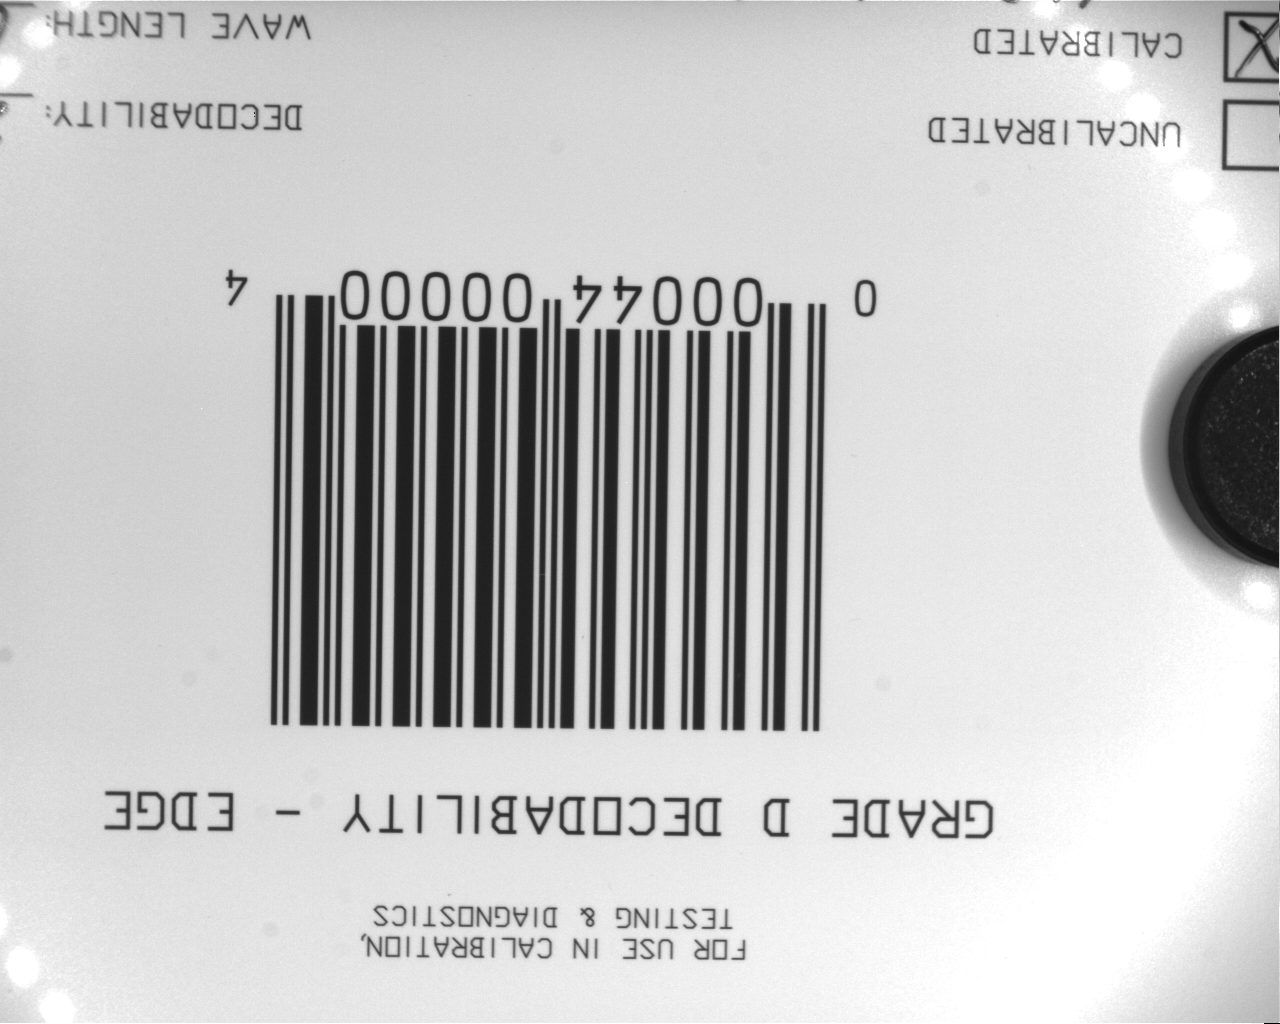 FOR USE IN CALIBRATION,
TESTING & DIAGNOSTICS
GRADE D DECODABILITY - EDGE
0 00044 00000 4
UNCALIBRATED DECODABILITY:
CALIBRATED WAVE LENGTH: